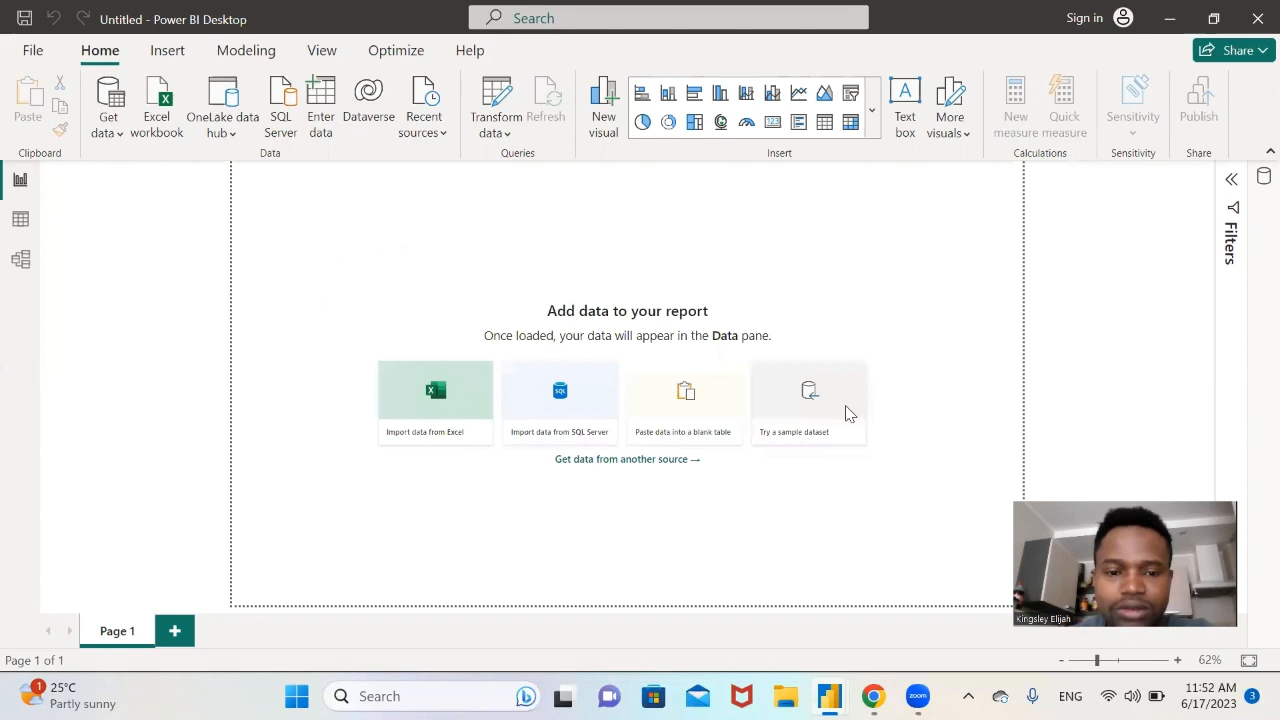 Untitled - Power BI Desktop
Search
Sign in
File Home Insert Modeling View Optimize Help
Share
Paste
Get data
Excel workbook
OneLake data hub
SQL Server
Enter data
Dataverse
Recent sources
Transform data
Refresh
New visual
123
A
Text box
More visuals
New measure
Quick measure
Sensitivity
Publish
Clipboard
Data
Queries
Insert
Calculations
Sensitivity
Share
Filters
Add data to your report
Once loaded, your data will appear in the Data pane.
SQL
Import data from Excel
Import data from SQL Server
Paste data into a blank table
Try a sample dataset
Get data from another source →
Kingsley Elijah
Page 1
Page 1 of 1
- + 62%
1
25°C
Partly sunny
Search
zoom
ENG
11:52 AM
6/17/2023
3